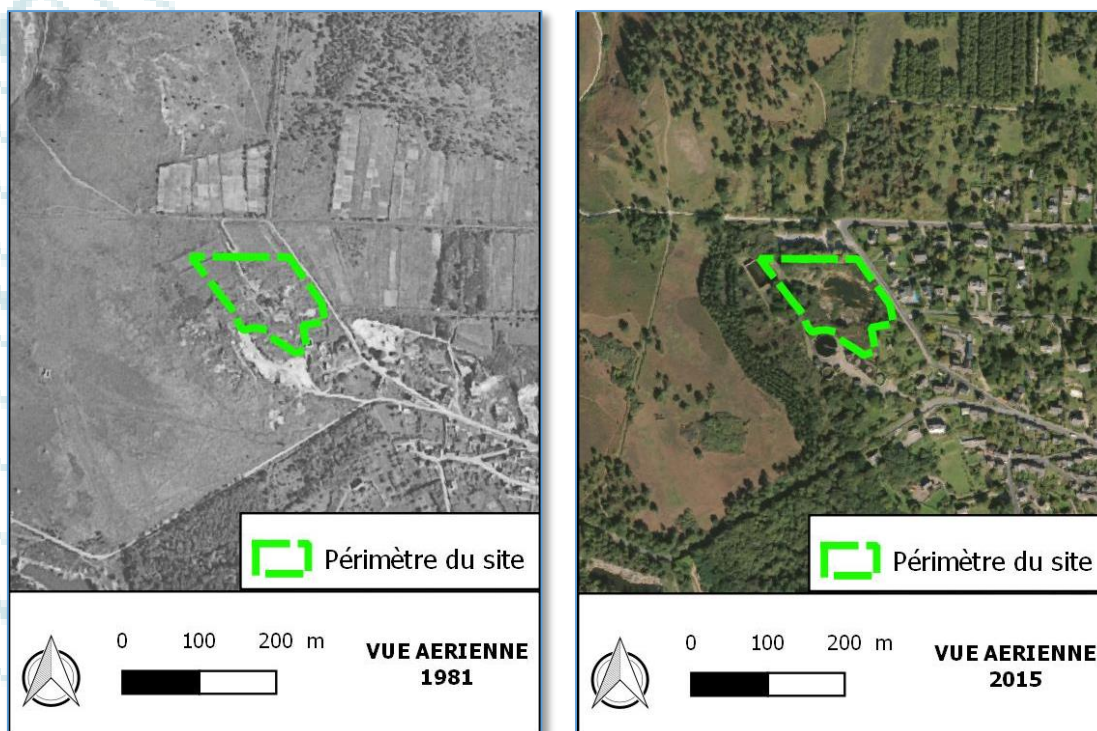 Périmètre du site
0 100 200 m
VUE AERIENNE
1981
Périmètre du site
0 100 200 m
VUE AERIENNE
2015